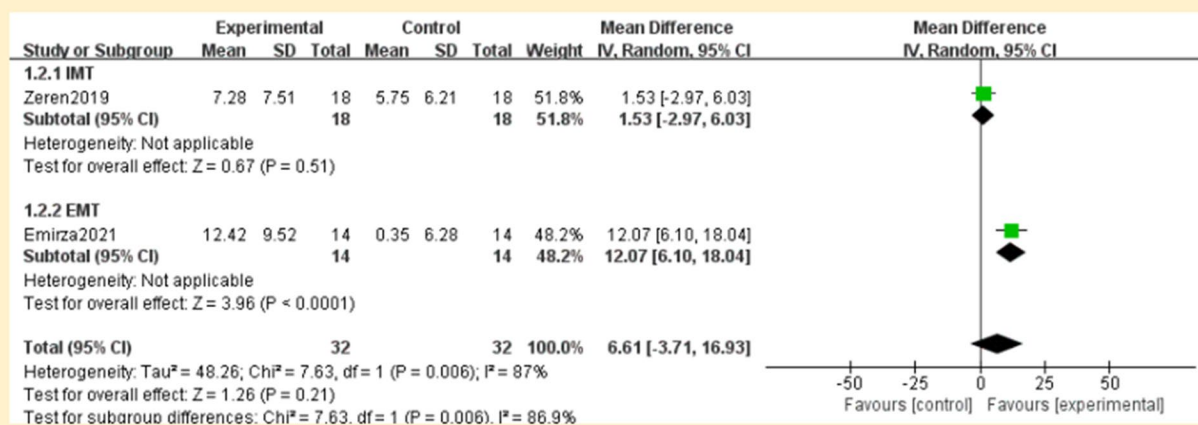 Experimental Control Mean Difference Mean Difference
Study or Subgroup Mean SD Total Mean SD Total Weight IV, Random, 95% CI IV, Random, 95% CI
1.2.1 IMT
Zeren2019 7.28 7.51 18 5.75 6.21 18 51.8% 1.53 [-2.97, 6.03]
Subtotal (95% CI) 18 18 51.8% 1.53 [-2.97, 6.03]
Heterogeneity: Not applicable
Test for overall effect: Z = 0.67 (P = 0.51)
1.2.2 EMT
Emirza2021 12.42 9.52 14 0.35 6.28 14 48.2% 12.07 [6.10, 18.04]
Subtotal (95% CI) 14 14 48.2% 12.07 [6.10, 18.04]
Heterogeneity: Not applicable
Test for overall effect: Z = 3.96 (P < 0.0001)
Total (95% CI) 32 32 100.0% 6.61 [-3.71, 16.93]
Heterogeneity: Tau² = 48.26; Chi² = 7.63, df = 1 (P = 0.006); I² = 87%
Test for overall effect: Z = 1.26 (P = 0.21)
Test for subgroup differences: Chi² = 7.63, df = 1 (P = 0.006), I² = 86.9%
-50 -25 0 25 50
Favours [control] Favours [experimental]